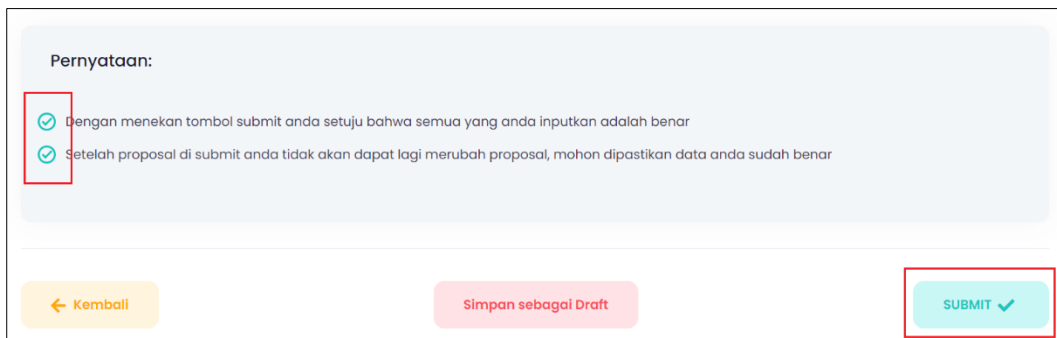 Pernyataan:
Dengan menekan tombol submit anda setuju bahwa semua yang anda inputkan adalah benar
Setelah proposal di submit anda tidak akan dapat lagi merubah proposal, mohon dipastikan data anda sudah benar
Kembali
Simpan sebagai Draft
SUBMIT